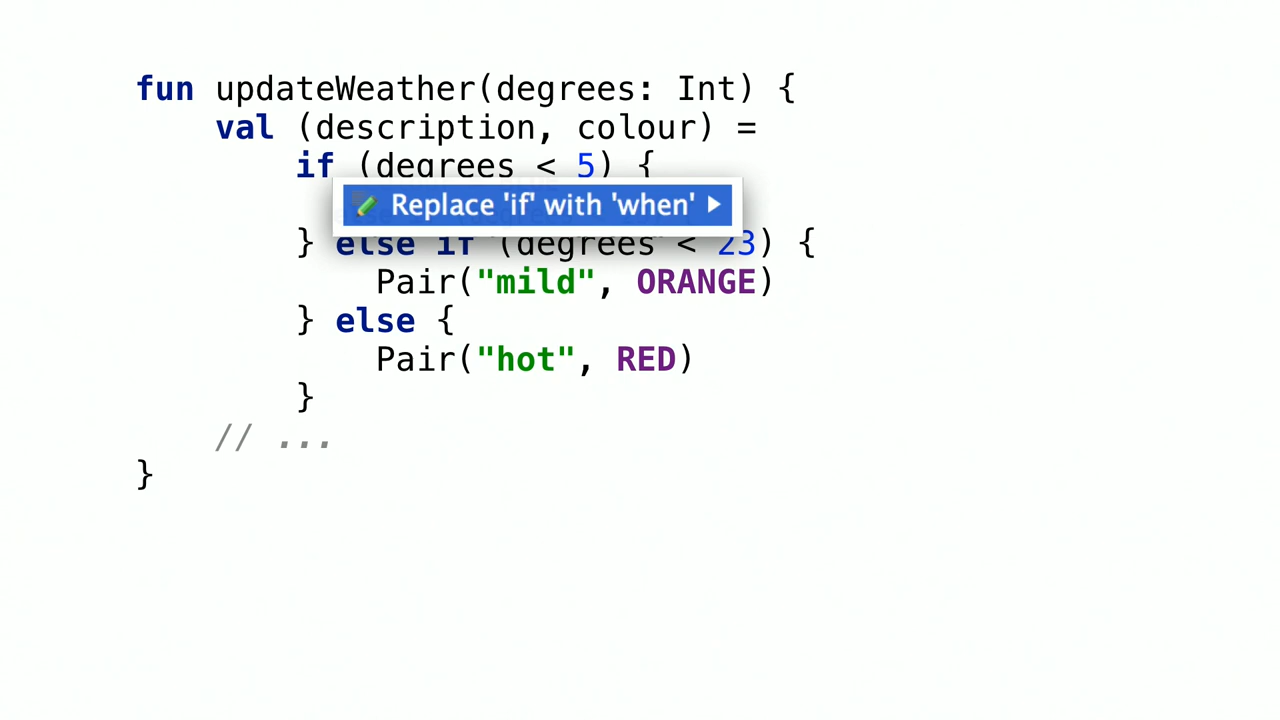 fun updateWeather(degrees: Int) {
    val (description, colour) =
        if (degrees < 5) {
Replace 'if' with 'when'
        } else if (degrees < 23) {
            Pair("mild", ORANGE)
        } else {
            Pair("hot", RED)
        }
    // ...
}